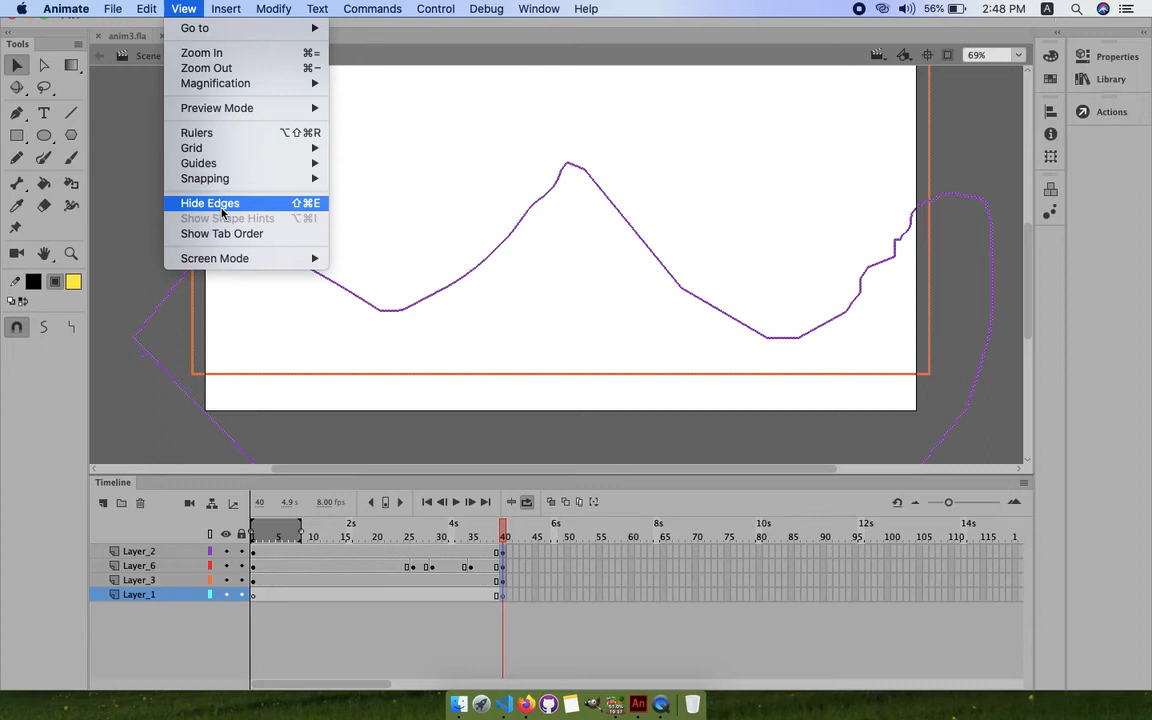 Animate File Edit View Insert Modify Text Commands Control Debug Window Help 56% 2:48 PM A
Tools
anim3.fla
Scene
69%
Go to
Zoom In ⌘=
Zoom Out ⌘-
Magnification
Preview Mode
Rulers ⌥⇧⌘R
Grid
Guides
Snapping
Hide Edges ⇧⌘E
Show Shape Hints ⌥⌘I
Show Tab Order
Screen Mode
Properties
Library
Actions
Timeline
40 4.9 s 8.00 fps
2s 4s 6s 8s 10s 12s 14s
5 10 15 20 25 30 35 40 45 50 55 60 65 70 75 80 85 90 95 100 105 110 115 1
Layer_2
Layer_6
Layer_3
Layer_1
An